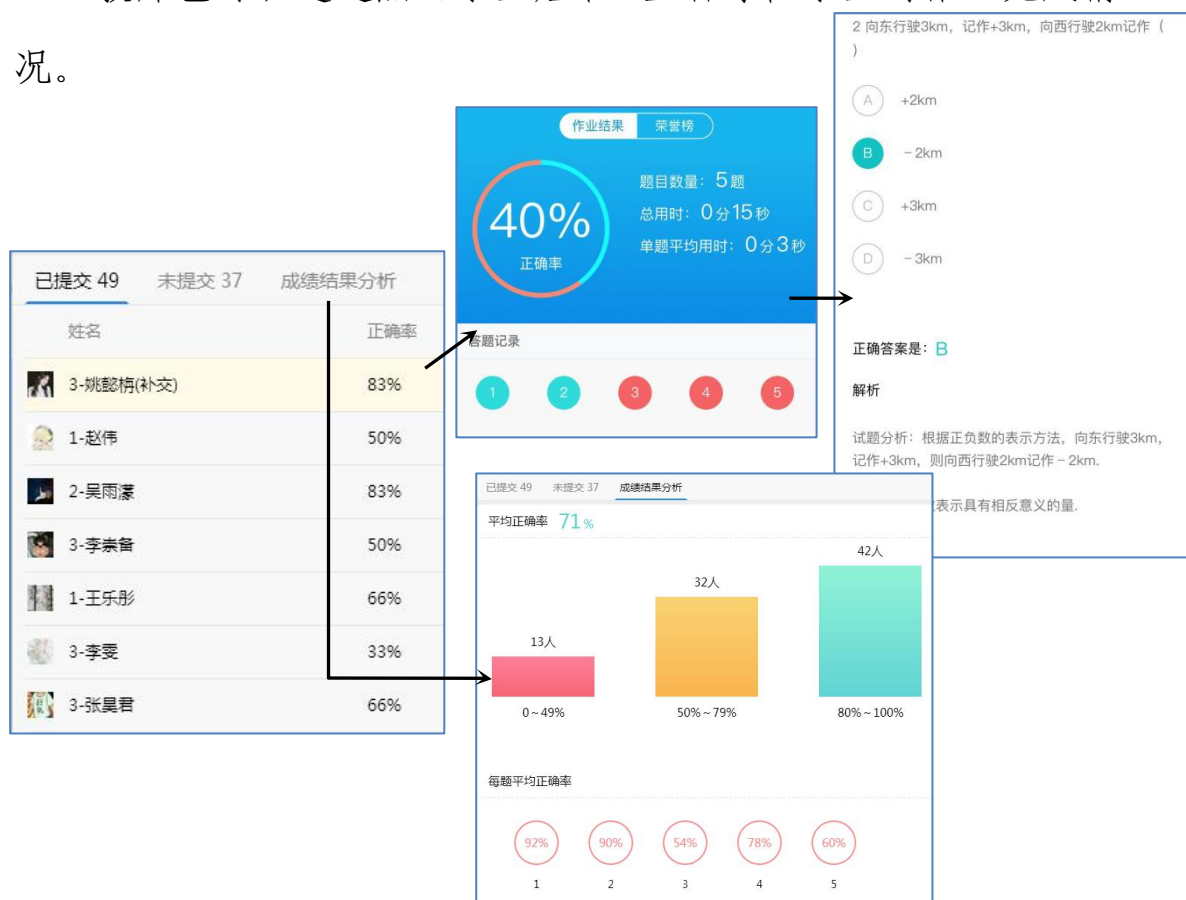 况。
已提交 49 未提交 37 成绩结果分析
姓名 正确率
3-姚懿栴(补交) 83%
1-赵伟 50%
2-吴雨濛 83%
3-李崇备 50%
1-王乐彤 66%
3-李雯 33%
3-张昊君 66%
作业结果 荣誉榜
40%
正确率
题目数量：5题
总用时：0分15秒
单题平均用时：0分3秒
答题记录
1 2 3 4 5
2 向东行驶3km，记作+3km，向西行驶2km记作（
）
A +2km
B －2km
C +3km
D －3km
正确答案是：B
解析
试题分析：根据正负数的表示方法，向东行驶3km，
记作+3km，则向西行驶2km记作－2km.
表示具有相反意义的量.
已提交 49 未提交 37 成绩结果分析
平均正确率 71%
13人 32人 42人
0~49% 50%~79% 80%~100%
每题平均正确率
92% 90% 54% 78% 60%
1 2 3 4 5